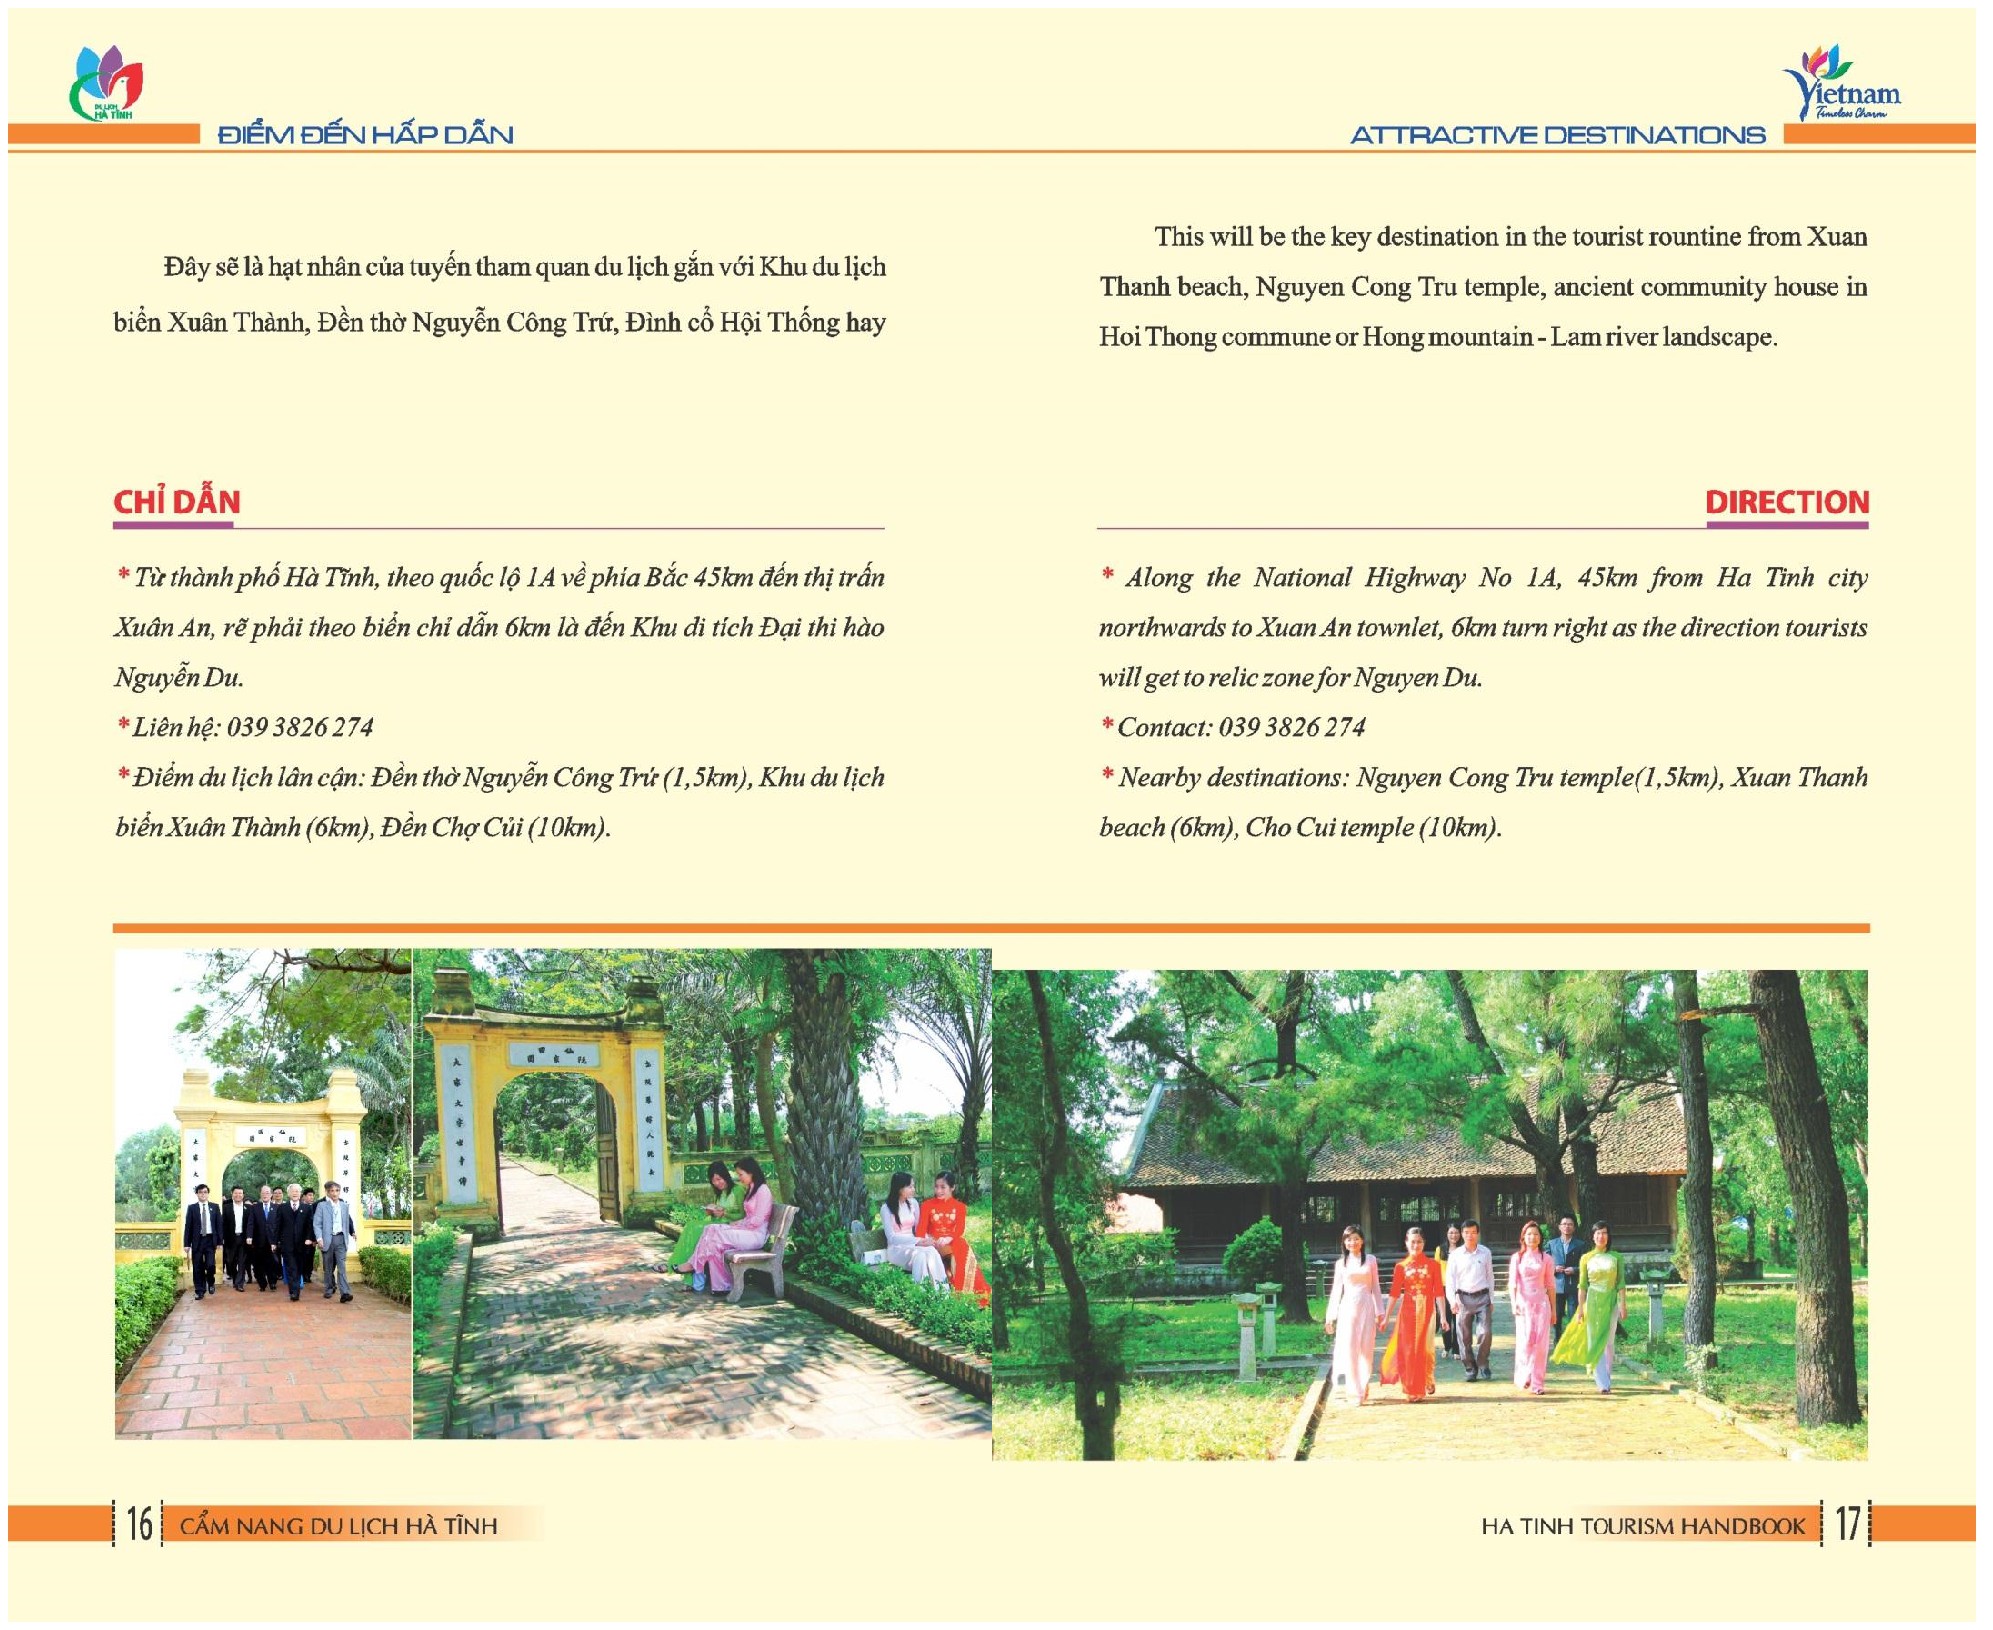 DU LỊCH
HÀ TĨNH
ĐIỂM ĐẾN HẤP DẪN
Đây sẽ là hạt nhân của tuyến tham quan du lịch gắn với Khu du lịch
biển Xuân Thành, Đền thờ Nguyễn Công Trứ, Đình cổ Hội Thống hay
CHỈ DẪN
* Từ thành phố Hà Tĩnh, theo quốc lộ 1A về phía Bắc 45km đến thị trấn
Xuân An, rẽ phải theo biển chỉ dẫn 6km là đến Khu di tích Đại thi hào
Nguyễn Du.
* Liên hệ: 039 3826 274
* Điểm du lịch lân cận: Đền thờ Nguyễn Công Trứ (1,5km), Khu du lịch
biển Xuân Thành (6km), Đền Chợ Củi (10km).
16
CẨM NANG DU LỊCH HÀ TĨNH
Vietnam
Timeless Charm
ATTRACTIVE DESTINATIONS
This will be the key destination in the tourist rountine from Xuan
Thanh beach, Nguyen Cong Tru temple, ancient community house in
Hoi Thong commune or Hong mountain - Lam river landscape.
DIRECTION
* Along the National Highway No 1A, 45km from Ha Tinh city
northwards to Xuan An townlet, 6km turn right as the direction tourists
will get to relic zone for Nguyen Du.
* Contact: 039 3826 274
* Nearby destinations: Nguyen Cong Tru temple(1,5km), Xuan Thanh
beach (6km), Cho Cui temple (10km).
HA TINH TOURISM HANDBOOK
17